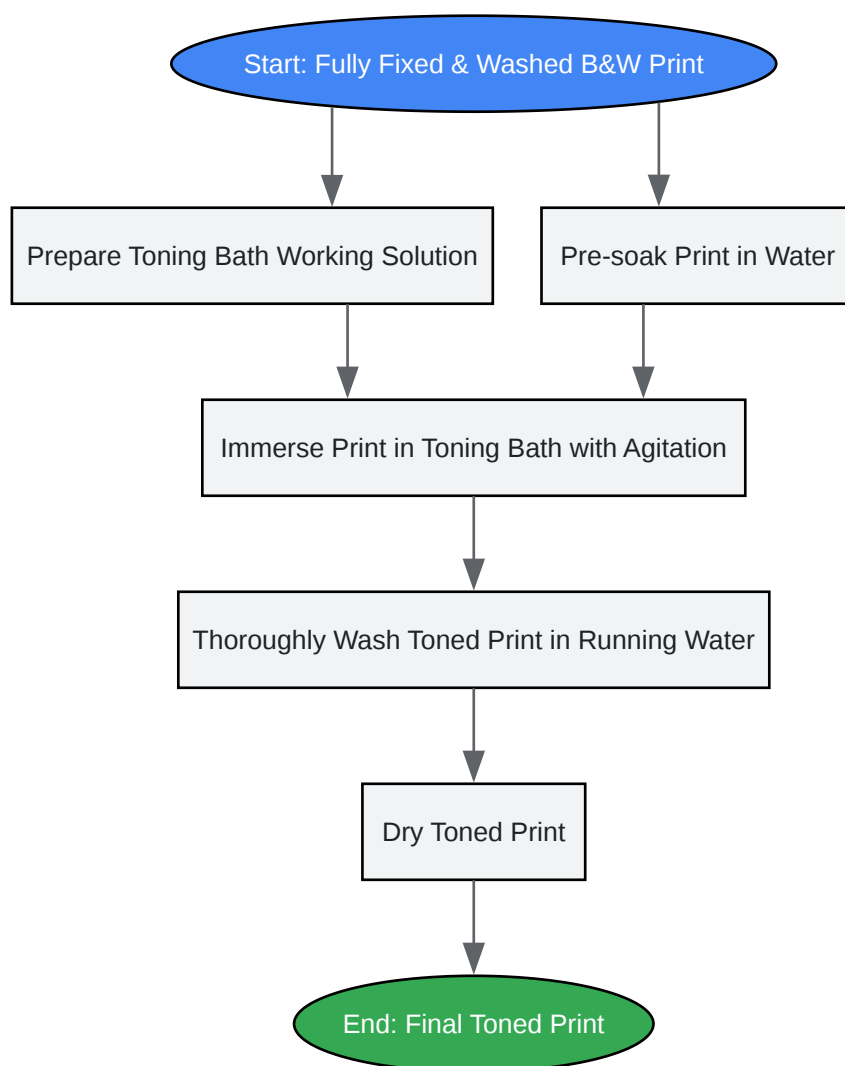 Start: Fully Fixed & Washed B&W Print
Prepare Toning Bath Working Solution
Pre-soak Print in Water
Immerse Print in Toning Bath with Agitation
Thoroughly Wash Toned Print in Running Water
Dry Toned Print
End: Final Toned Print